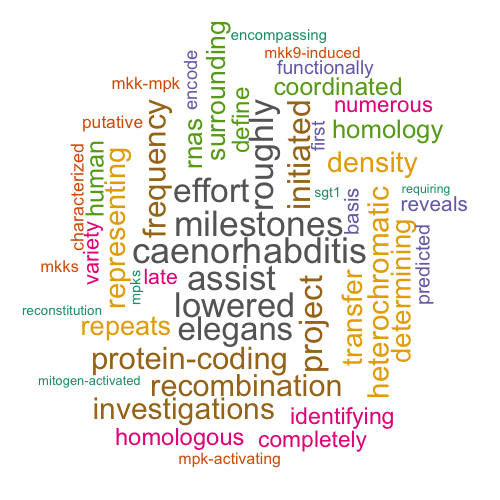 encompassing
mkk9-induced
functionally
mkk-mpk
encode
surrounding
coordinated
define
numerous
putative
frequency
rnas
roughly
initiated
first
homology
characterized
human
representing
effort
density
sgt1
requiring
milestones
basis
reveals
variety
caenorhabditis
heterochromatic
predicted
mkks
mpks
late
assist
transfer
determining
reconstitution
lowered
project
repeats
elegans
protein-coding
mitogen-activated
recombination
investigations
identifying
homologous
completely
mpk-activating